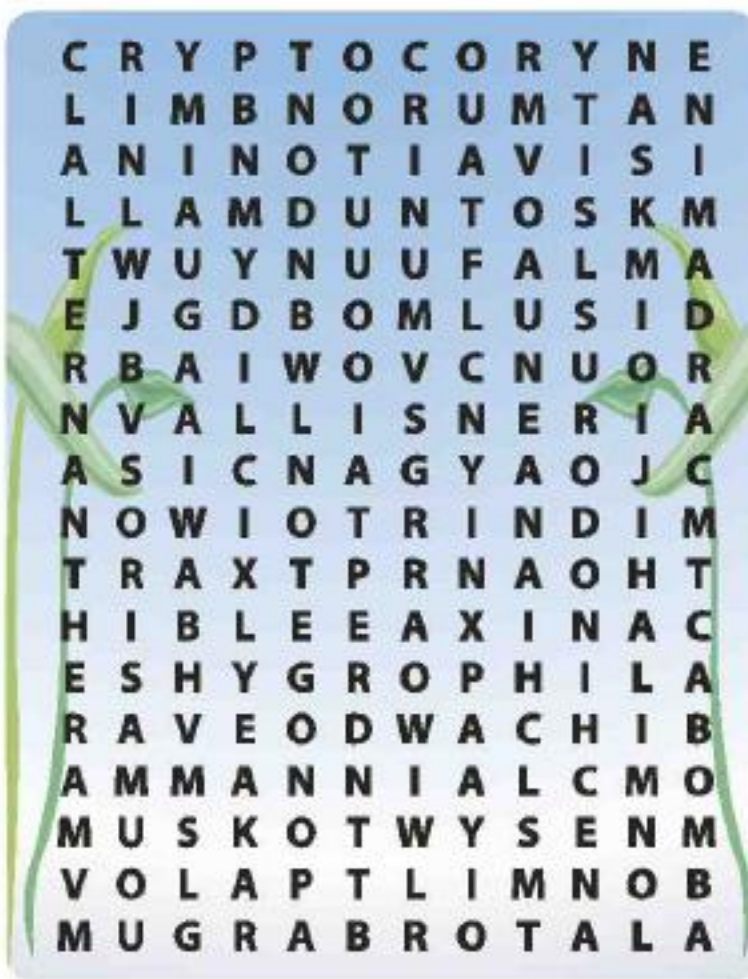 C R Y P T O C O R Y N E
L I M B N O R U M T A N
A N I N O T I A V I S I
L L A M D U N T O S K M
T W U Y N U U F A L M A
E J G D B O M L U S I D
R B A I W O V C N U O R
N V A L L I S N E R I A
A S I C N A G Y A O J C
N O W I O T R I N D I M
T R A X T P R N A O H T
H I B L E E A X I N A C
E S H Y G R O P H I L A
R A V E O D W A C H I B
A M M A N N I A L C M O
M U S K O T W Y S E N M
V O L A P T L I M N O B
M U G R A B R O T A L A